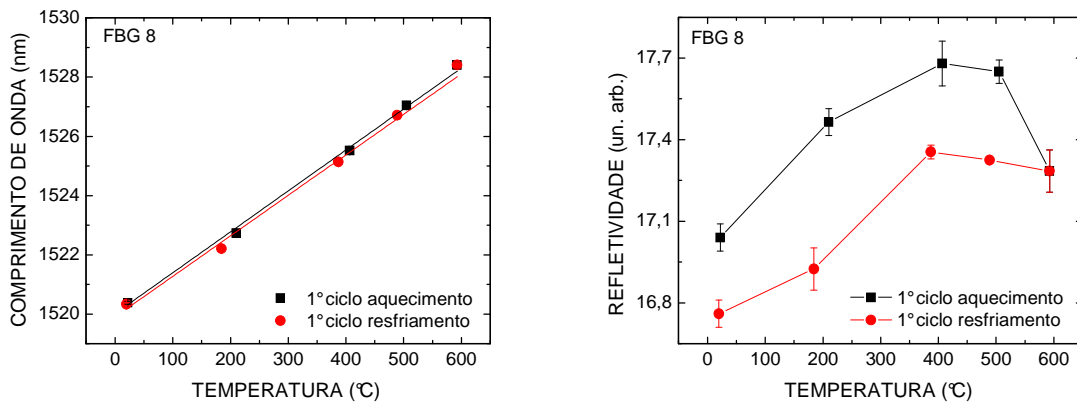 FBG 8
COMPRIMENTO DE ONDA (nm)
1530
1528
1526
1524
1522
1520
0 100 200 300 400 500 600
TEMPERATURA (°C)
1° ciclo aquecimento
1° ciclo resfriamento
FBG 8
REFLETIVIDADE (un. arb.)
17,7
17,4
17,1
16,8
0 100 200 300 400 500 600
TEMPERATURA (°C)
1° ciclo aquecimento
1° ciclo resfriamento